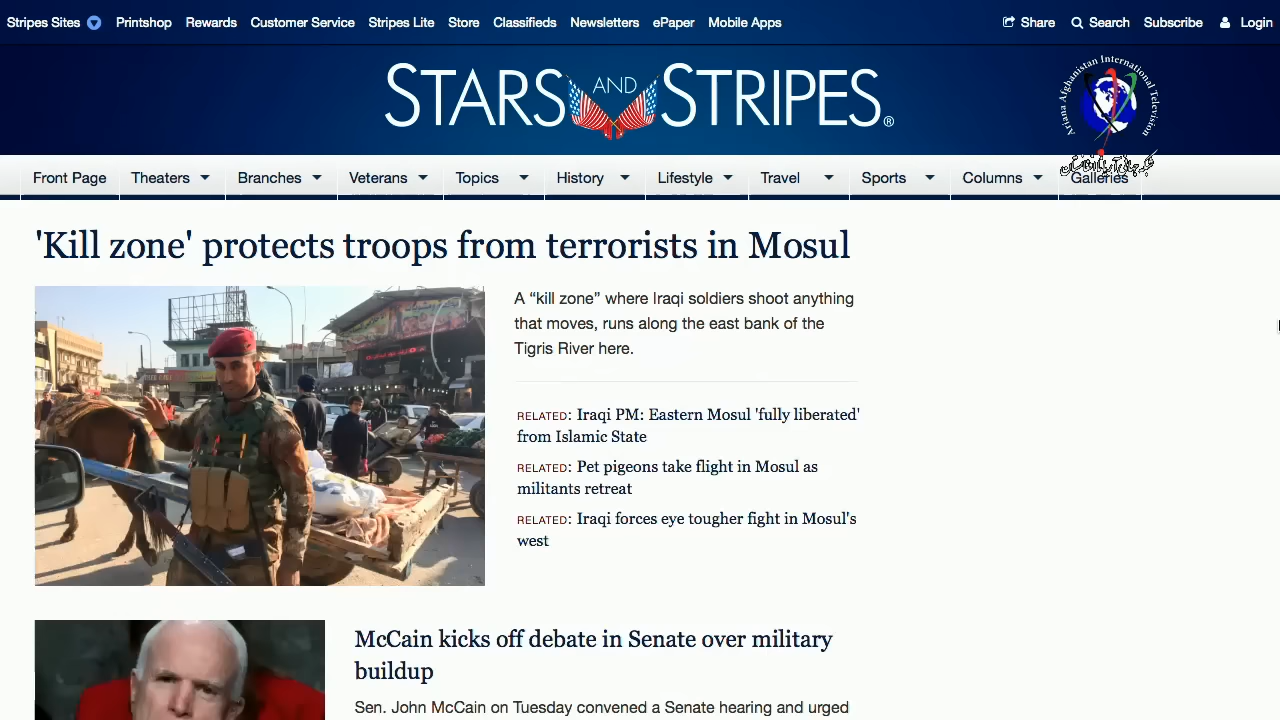 Stripes Sites Printshop Rewards Customer Service Stripes Lite Store Classifieds Newsletters ePaper Mobile Apps Share Search Subscribe Login
STARS AND STRIPES®
Ariana Afghanistan International Television
Front Page Theaters Branches Veterans Topics History Lifestyle Travel Sports Columns Galleries
'Kill zone' protects troops from terrorists in Mosul
A “kill zone” where Iraqi soldiers shoot anything
that moves, runs along the east bank of the
Tigris River here.
RELATED: Iraqi PM: Eastern Mosul 'fully liberated'
from Islamic State
RELATED: Pet pigeons take flight in Mosul as
militants retreat
RELATED: Iraqi forces eye tougher fight in Mosul's
west
McCain kicks off debate in Senate over military
buildup
Sen. John McCain on Tuesday convened a Senate hearing and urged